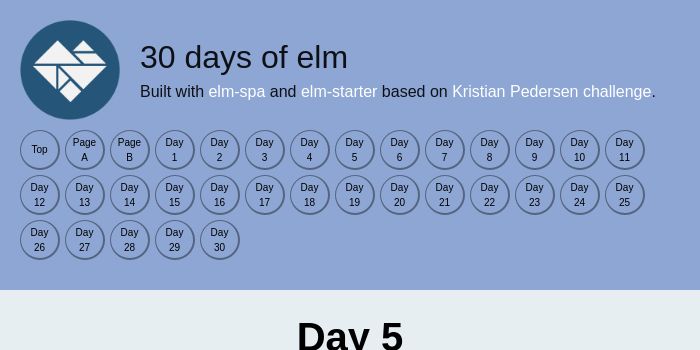 30 days of elm
Built with elm-spa and elm-starter based on Kristian Pedersen challenge.
Top Page A Page B Day 1 Day 2 Day 3 Day 4 Day 5 Day 6 Day 7 Day 8 Day 9 Day 10 Day 11
Day 12 Day 13 Day 14 Day 15 Day 16 Day 17 Day 18 Day 19 Day 20 Day 21 Day 22 Day 23 Day 24 Day 25
Day 26 Day 27 Day 28 Day 29 Day 30
Day 5